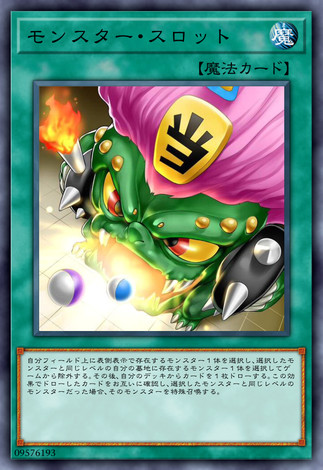 モンスター・スロット
魔
【魔法カード】
当
自分フィールド上に表側表示で存在するモンスター1体を選択し、選択したモ
ンスターと同じレベルの自分の墓地に存在するモンスター1体を選択してゲ
ームから除外する。その後、自分のデッキからカードを1枚ドローする。この効
果でドローしたカードをお互いに確認し、選択したモンスターと同じレベルの
モンスターだった場合、そのモンスターを特殊召喚する。
09576193